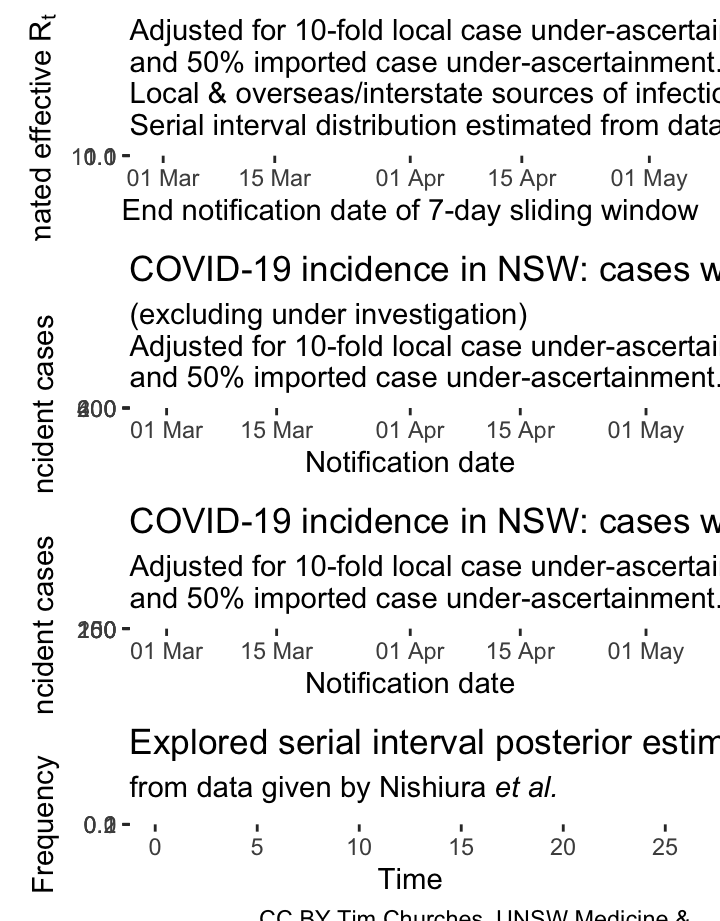 nated effective Rt
Adjusted for 10-fold local case under-ascertai
and 50% imported case under-ascertainment.
Local & overseas/interstate sources of infectio
Serial interval distribution estimated from data
01 Mar 15 Mar 01 Apr 15 Apr 01 May
End notification date of 7-day sliding window
COVID-19 incidence in NSW: cases w
(excluding under investigation)
Adjusted for 10-fold local case under-ascertai
and 50% imported case under-ascertainment.
ncident cases
01 Mar 15 Mar 01 Apr 15 Apr 01 May
Notification date
COVID-19 incidence in NSW: cases w
Adjusted for 10-fold local case under-ascertai
and 50% imported case under-ascertainment.
ncident cases
01 Mar 15 Mar 01 Apr 15 Apr 01 May
Notification date
Explored serial interval posterior estim
from data given by Nishiura et al.
Frequency
0 5 10 15 20 25
Time
CC BY Tim Churches, UNSW Medicine &